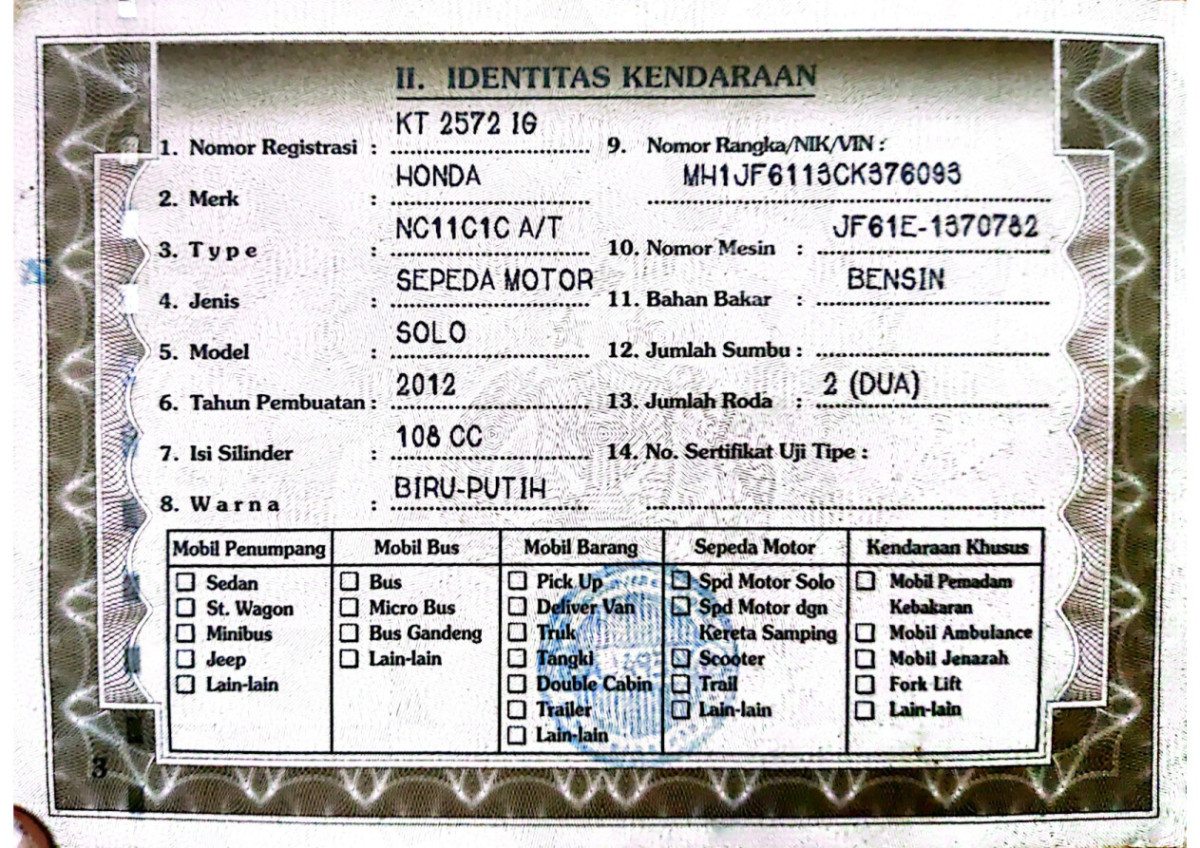 II. IDENTITAS KENDARAAN
1. Nomor Registrasi : KT 2572 IG
2. Merk : HONDA
3. Type : NC11C1C A/T
4. Jenis : SEPEDA MOTOR
5. Model : SOLO
6. Tahun Pembuatan : 2012
7. Isi Silinder : 108 CC
8. Warna : BIRU-PUTIH
9. Nomor Rangka/NIK/VIN :
MH1JF6113CK376093
10. Nomor Mesin : JF61E-1370782
11. Bahan Bakar : BENSIN
12. Jumlah Sumbu :
13. Jumlah Roda : 2 (DUA)
14. No. Sertifikat Uji Tipe :
Mobil Penumpang
Sedan
St. Wagon
Minibus
Jeep
Lain-lain
Mobil Bus
Bus
Micro Bus
Bus Gandeng
Lain-lain
Mobil Barang
Pick Up
Deliver Van
Truk
Tangki
Double Cabin
Trailer
Lain-lain
Sepeda Motor
Spd Motor Solo
Spd Motor dgn
Kereta Samping
Scooter
Trail
Lain-lain
Kendaraan Khusus
Mobil Pemadam
Kebakaran
Mobil Ambulance
Mobil Jenazah
Fork Lift
Lain-lain
3